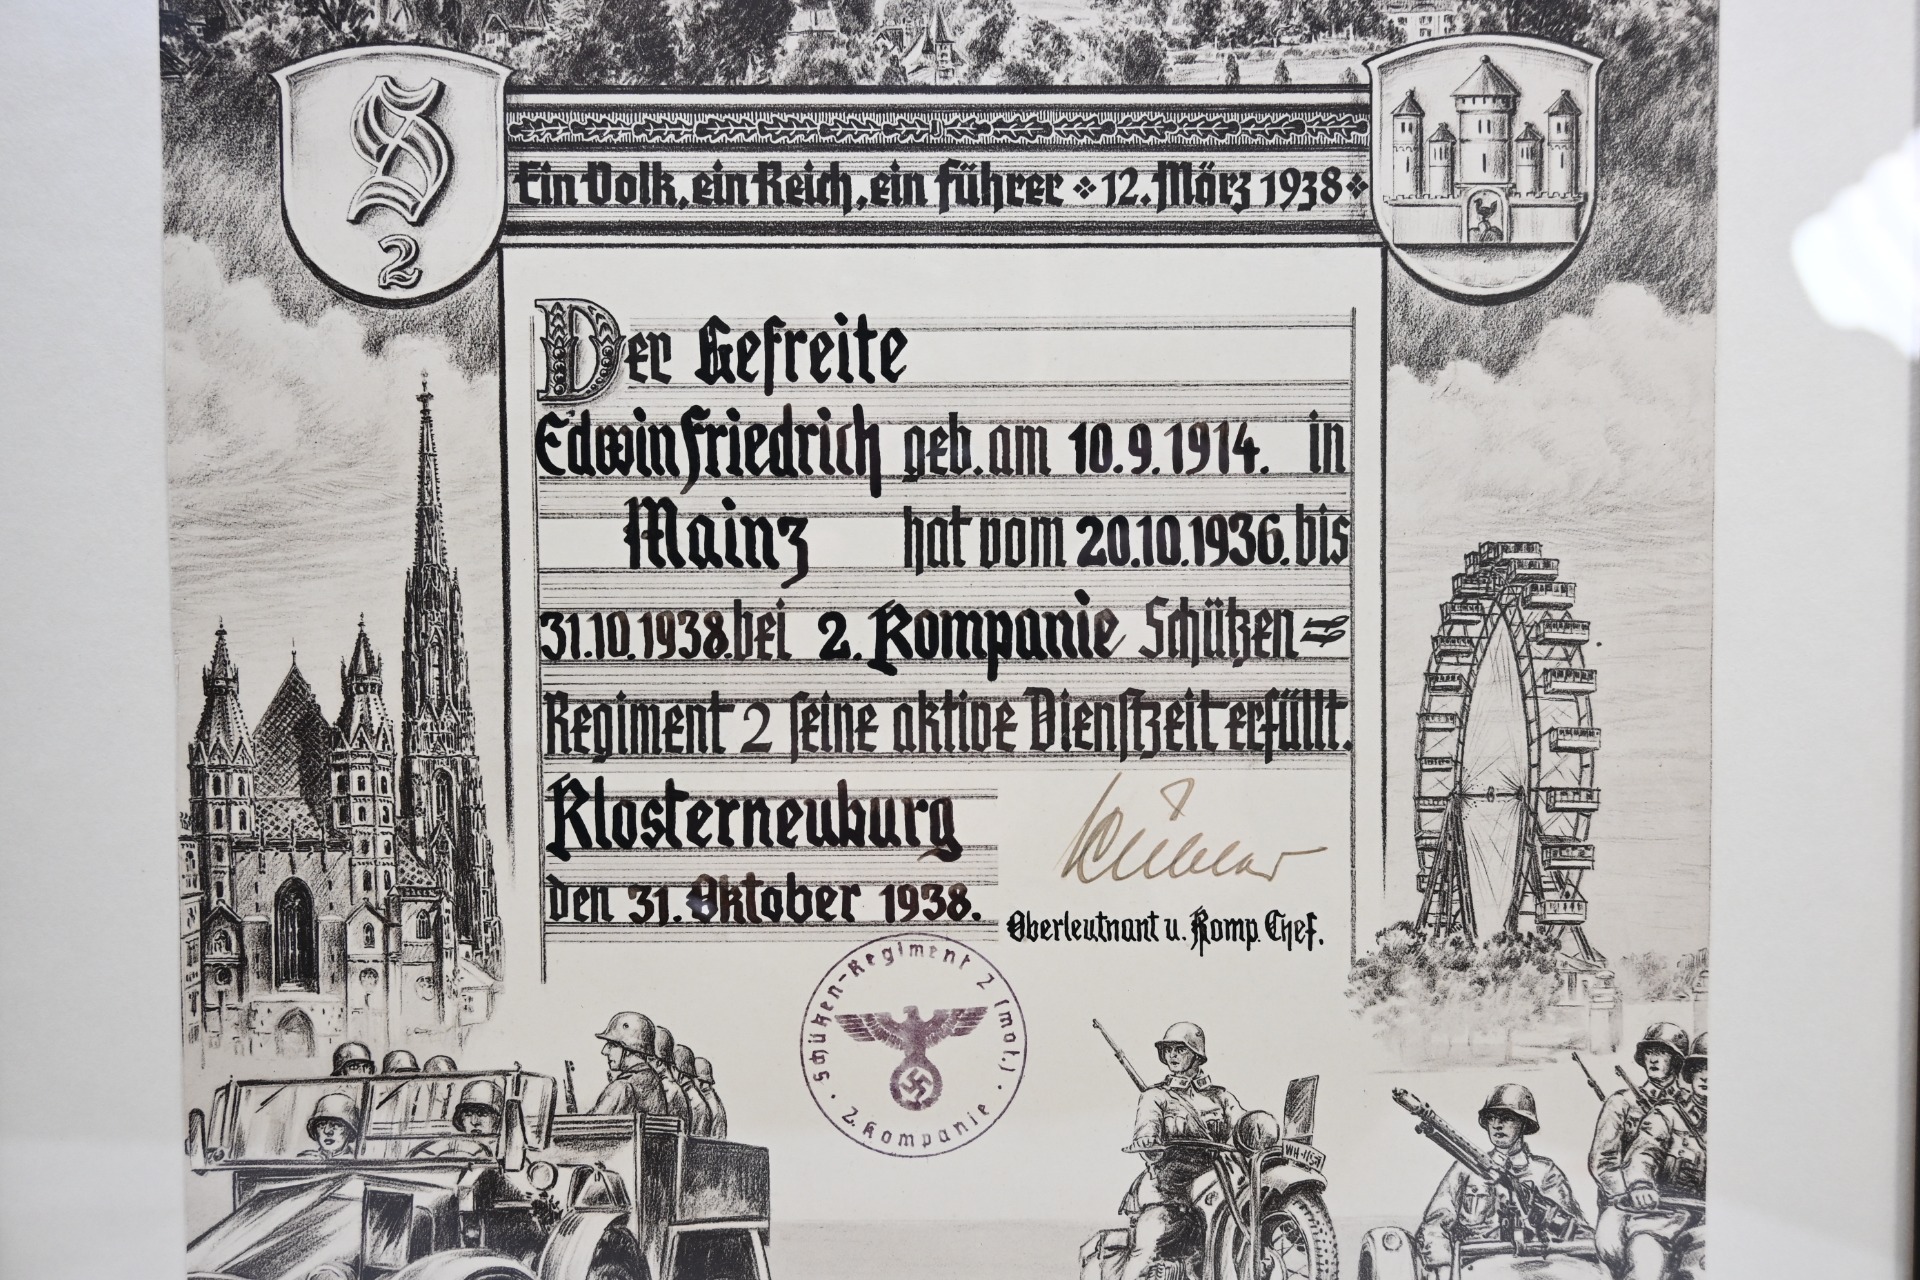 S
2
Ein Volk, ein Reich, ein Führer ❖ 12. März 1938 ❖
Der Gefreite
Edwin Friedrich geb. am 10.9.1914. in
Mainz hat vom 20.10.1936. bis
31.10.1938. bei 2. Kompanie Schützen=
Regiment 2 seine aktive Dienstzeit erfüllt.
Klosterneuburg
den 31. Oktober 1938.
Oberleutnant u. Komp. Chef.
Schützen-Regiment 2 (mot.)
· 2. Kompanie ·